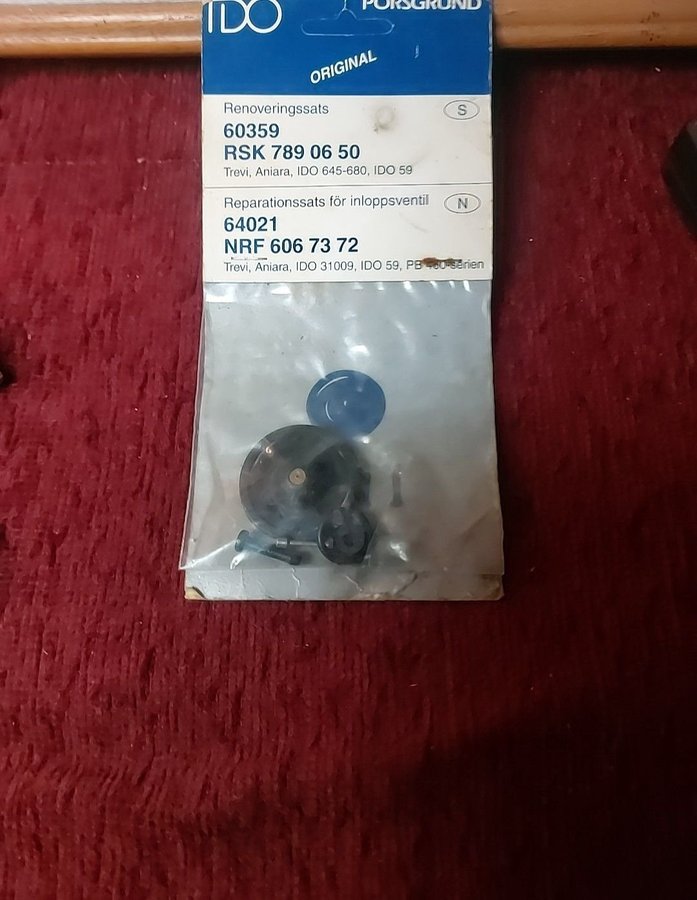 IDO
PORSGRUND
ORIGINAL
Renoveringssats
S
60359
RSK 789 06 50
Trevi, Aniara, IDO 645-680, IDO 59
Reparationssats för inloppsventil
N
64021
NRF 606 73 72
Trevi, Aniara, IDO 31009, IDO 59, PB